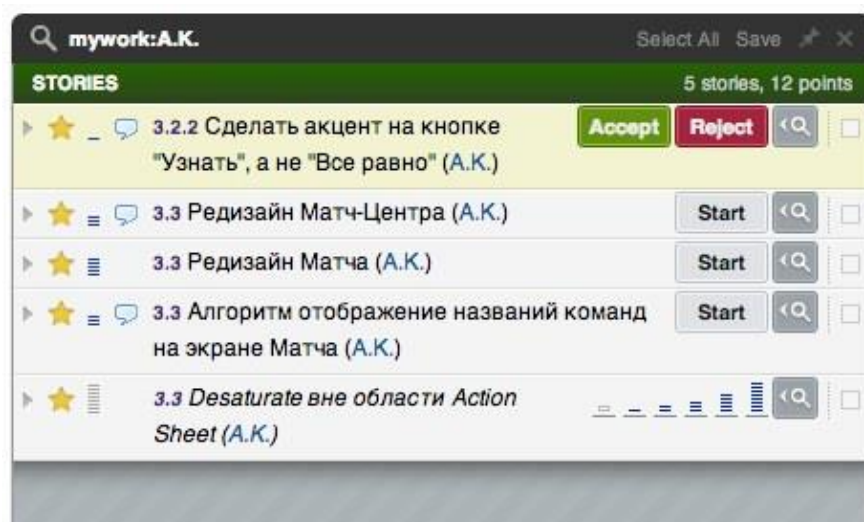 mywork:A.K. Select All Save
STORIES 5 stories, 12 points
3.2.2 Сделать акцент на кнопке Accept Reject
"Узнать", а не "Все равно" (А.К.)
3.3 Редизайн Матч-Центра (А.К.) Start
3.3 Редизайн Матча (А.К.) Start
3.3 Алгоритм отображение названий команд Start
на экране Матча (А.К.)
3.3 Desaturate вне области Action
Sheet (А.К.)